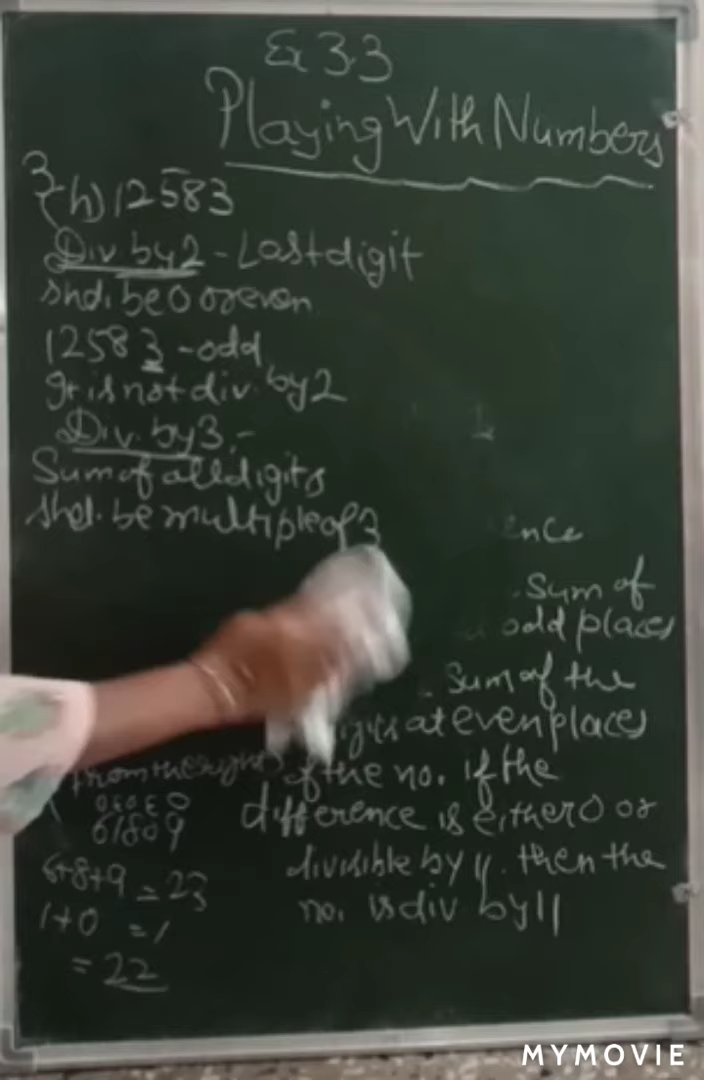 Ex 3.3
Playing With Numbers
3
(h) 12583
Div by 2 - Last digit
shd. be 0 or even
12583 - odd
It is not div. by 2
Div. by 3 :-
Sum of all digits
shd. be multiple of 3
ence
Sum of
odd places
Sum of the
at even places
from the right of the no. if the
OEOEO
61809
difference is either 0 or
6+8+9 = 23
divisible by 11. then the
1+0 = 1
no. is div by 11
= 22
MYMOVIE